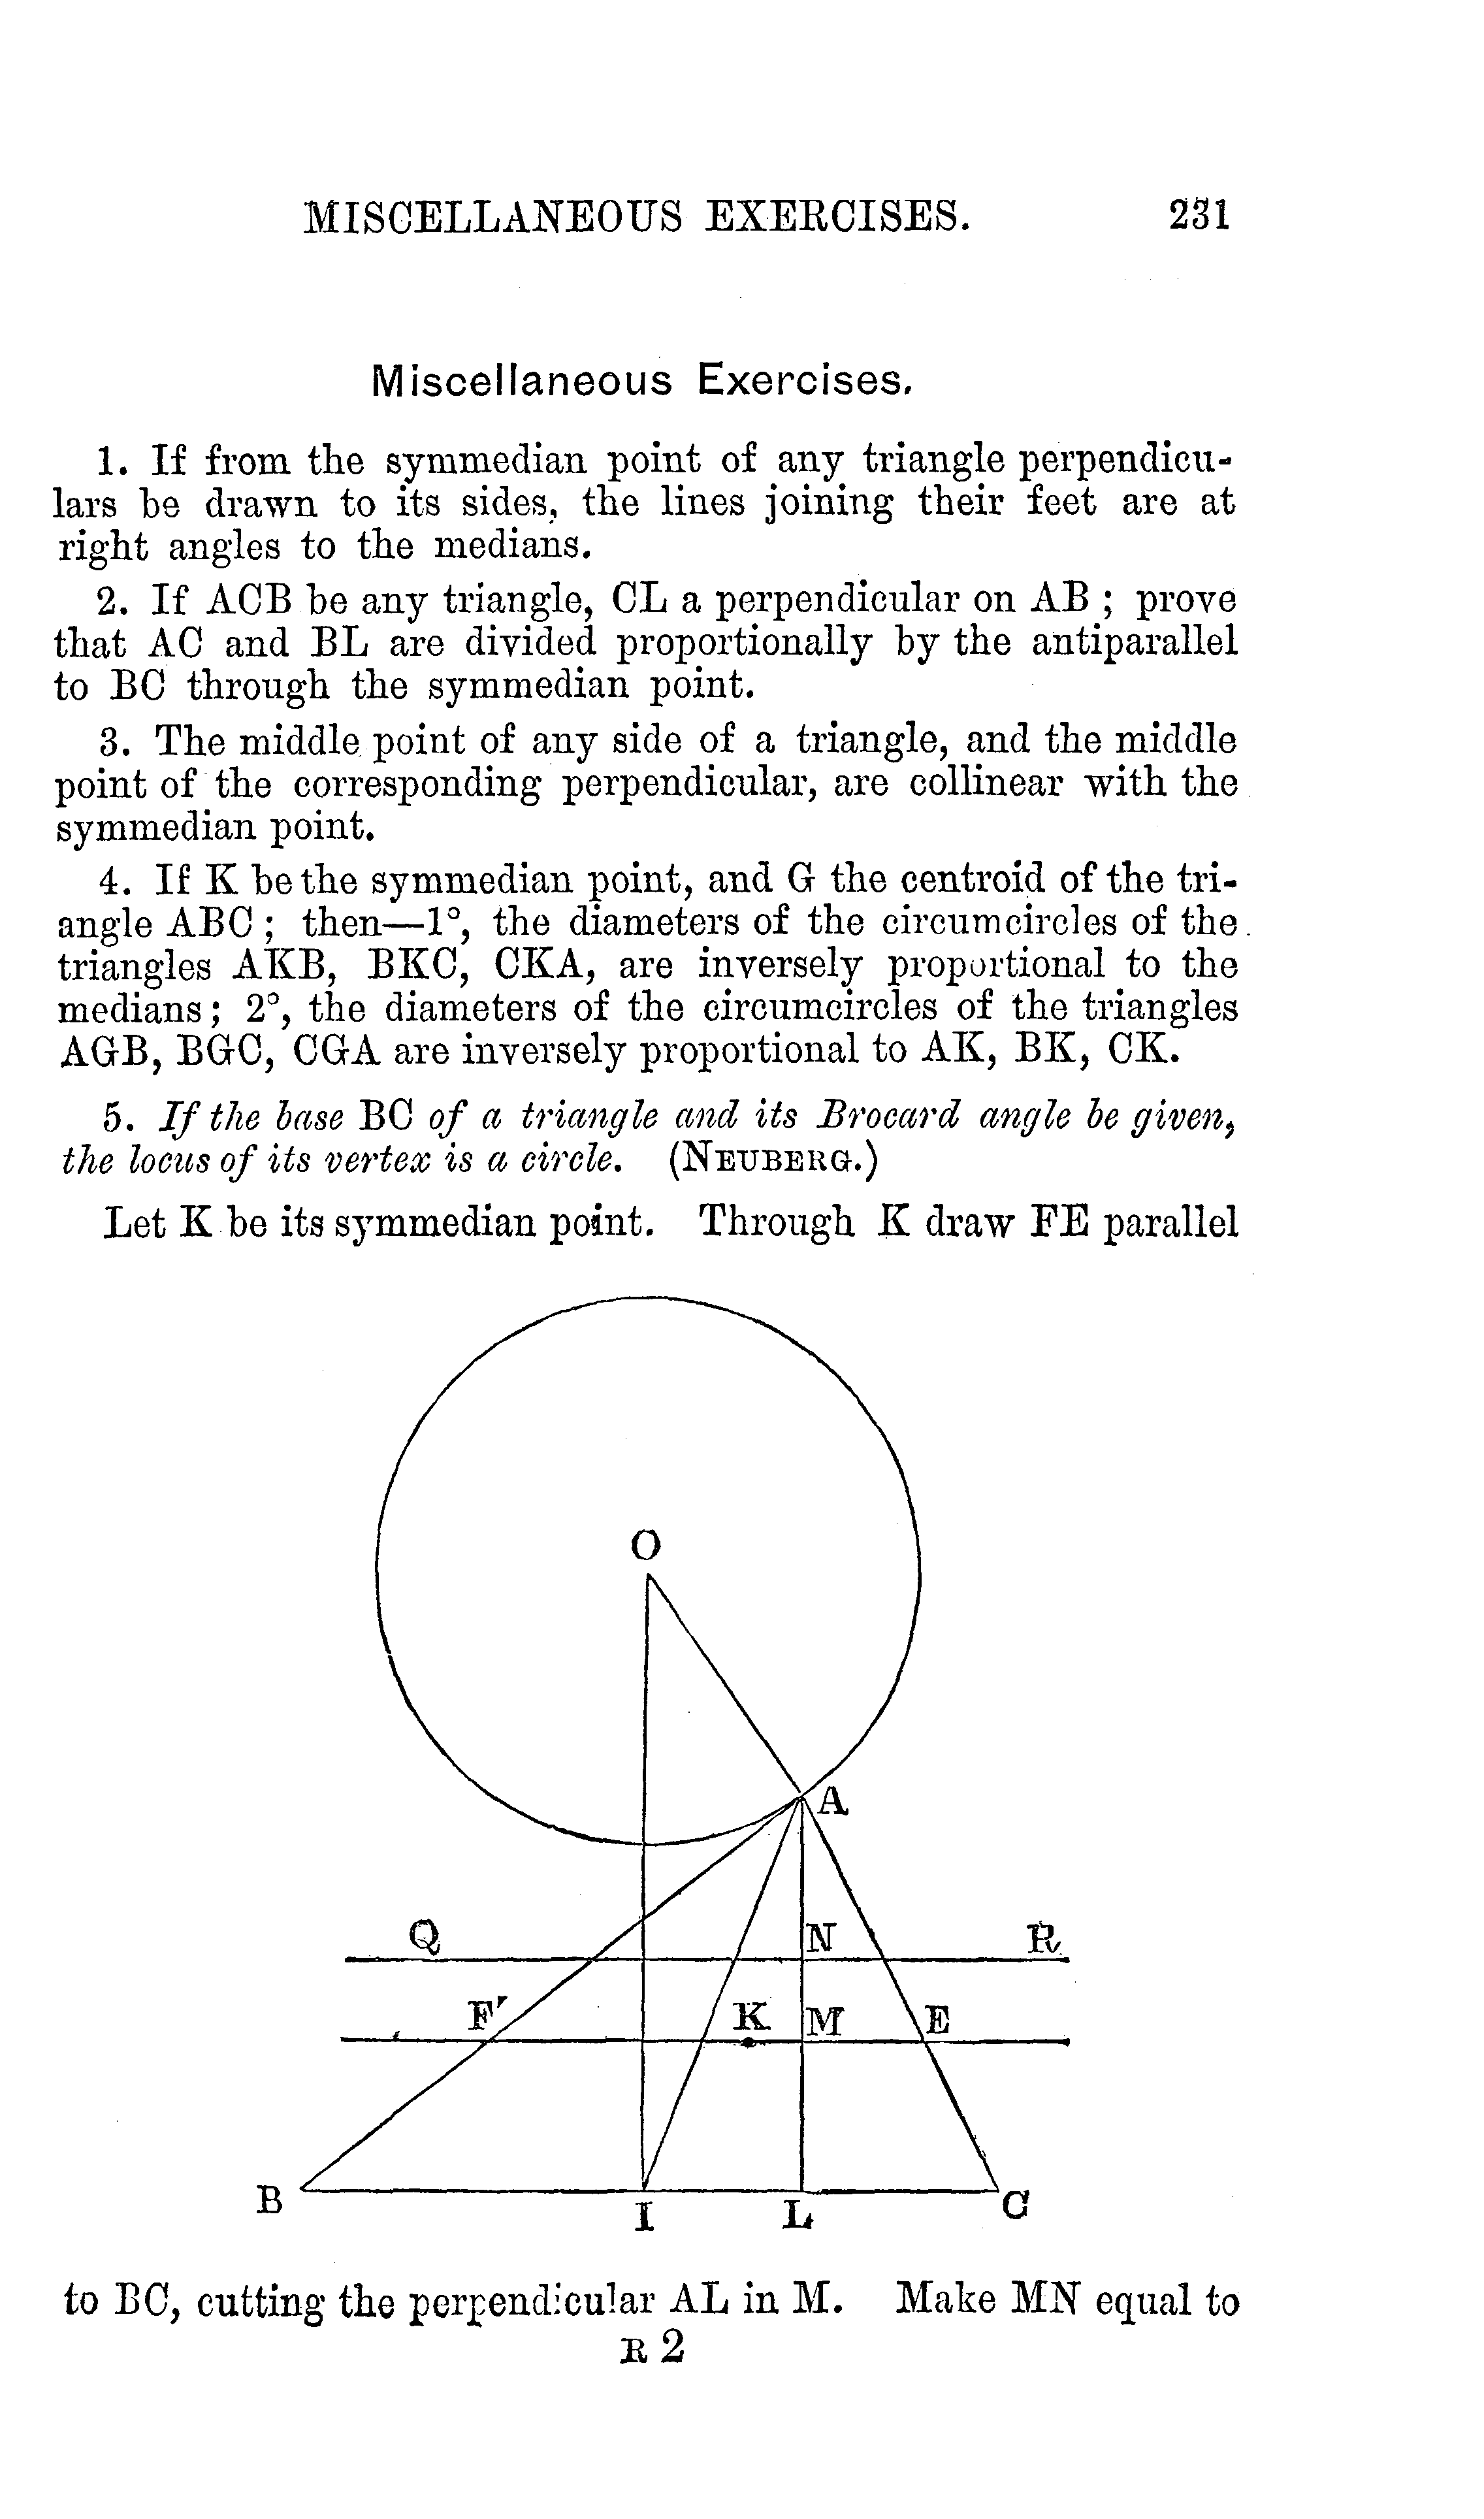 MISCELLANEOUS EXERCISES. 231
Miscellaneous Exercises.
1. If from the symmedian point of any triangle perpendicu-
lars be drawn to its sides, the lines joining their feet are at
right angles to the medians.
2. If ACB be any triangle, CL a perpendicular on AB ; prove
that AC and BL are divided proportionally by the antiparallel
to BC through the symmedian point.
3. The middle point of any side of a triangle, and the middle
point of the corresponding perpendicular, are collinear with the
symmedian point.
4. If K be the symmedian point, and G the centroid of the tri-
angle ABC ; then—1°, the diameters of the circumcircles of the
triangles AKB, BKC, CKA, are inversely proportional to the
medians ; 2°, the diameters of the circumcircles of the triangles
AGB, BGC, CGA are inversely proportional to AK, BK, CK.
5. If the base BC of a triangle and its Brocard angle be given,
the locus of its vertex is a circle. (NEUBERG.)
Let K be its symmedian point. Through K draw FE parallel
O
A
Q N R
F K M E
B I L C
to BC, cutting the perpendicular AL in M. Make MN equal to
R 2